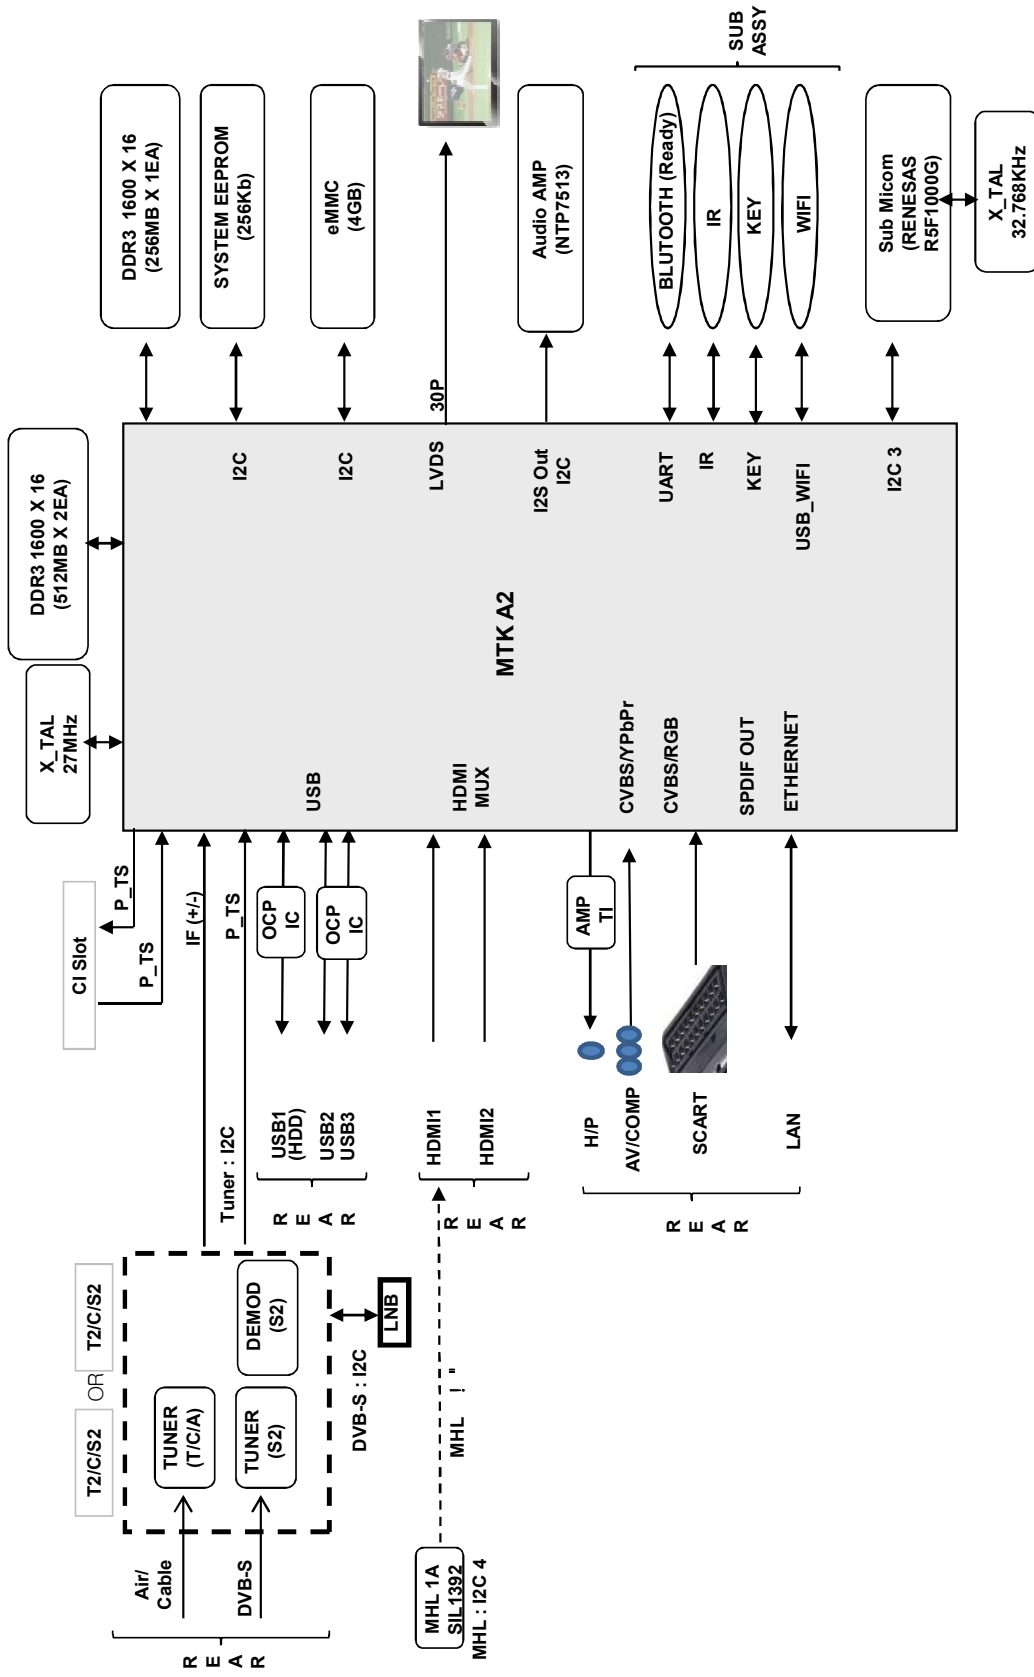 R
E
A
R
Air/
Cable
DVB-S
T2/C/S2
OR
T2/C/S2
TUNER
(T/C/A)
TUNER
(S2)
DEMOD
(S2)
LNB
DVB-S : I2C
Tuner : I2C
IF (+/-)
P_TS
CI Slot
P_TS
P_TS
X_TAL
27MHz
DDR3 1600 X 16
(512MB X 2EA)
DDR3 1600 X 16
(256MB X 1EA)
SYSTEM EEPROM
(256Kb)
eMMC
(4GB)
R
E
A
R
USB1
(HDD)
USB2
USB3
OCP
IC
OCP
IC
USB
I2C
I2C
MHL 1A
SIL1392
MHL : I2C 4
MHL ! "
R
E
A
R
HDMI1
HDMI2
HDMI
MUX
MTK A2
LVDS
30P
I2S Out
I2C
Audio AMP
(NTP7513)
R
E
A
R
H/P
AV/COMP
SCART
LAN
AMP
TI
CVBS/YPbPr
CVBS/RGB
SPDIF OUT
ETHERNET
UART
IR
KEY
USB_WIFI
I2C 3
BLUTOOTH (Ready)
IR
KEY
WIFI
SUB
ASSY
Sub Micom
(RENESAS
R5F1000G)
X_TAL
32.768KHz